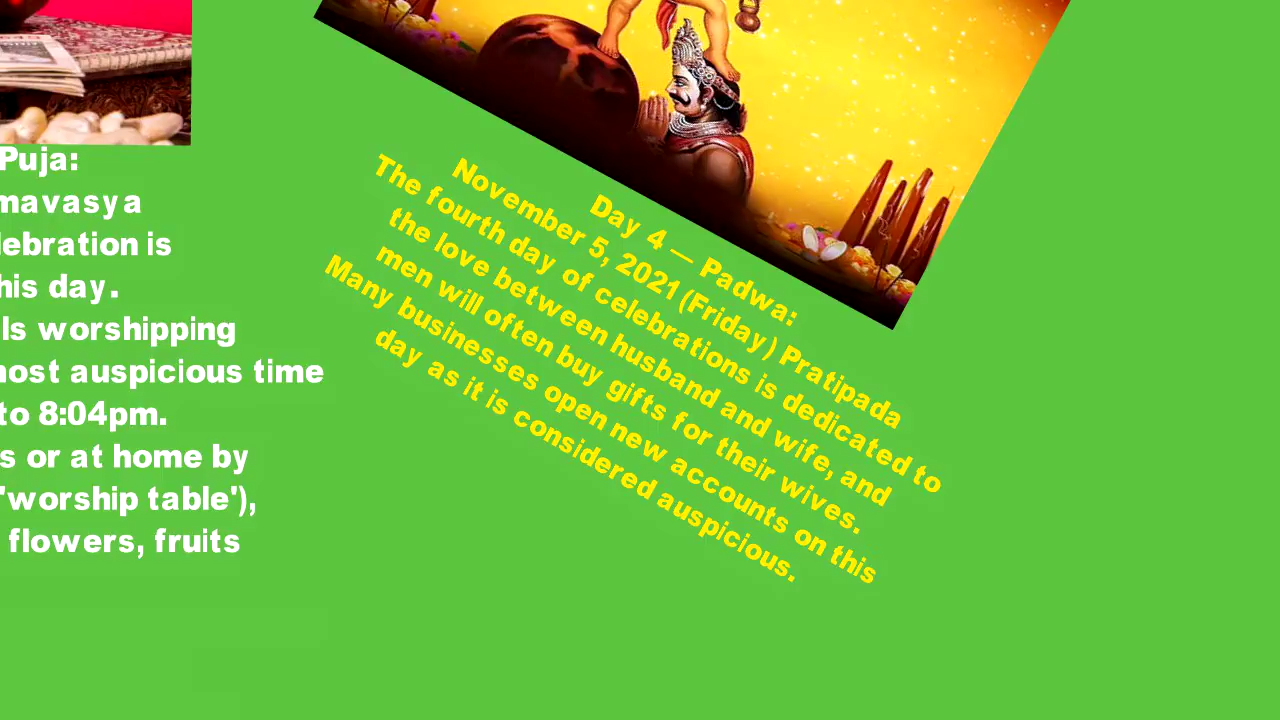 Puja:
mavasya
lebration is
his day.
ls worshipping
nost auspicious time
to 8:04pm.
s or at home by
'worship table'),
flowers, fruits
Day 4 — Padwa:
November 5, 2021 (Friday) Pratipada
The fourth day of celebrations is dedicated to
the love between husband and wife, and
men will often buy gifts for their wives.
Many businesses open new accounts on this
day as it is considered auspicious.